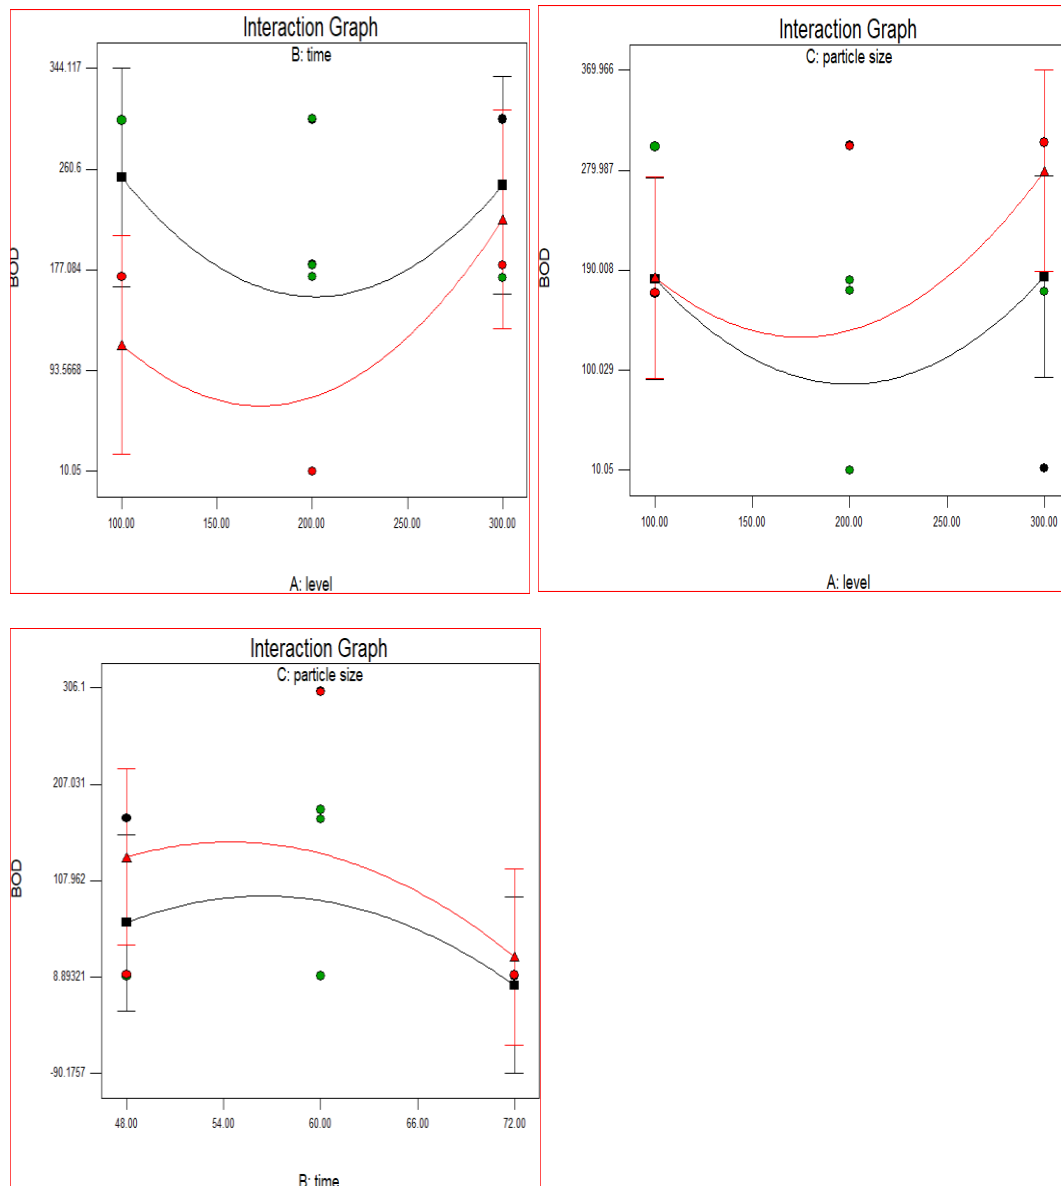 Interaction Graph
B: time
344.117
260.6
177.084
93.5668
10.05
BOD
100.00 150.00 200.00 250.00 300.00
A: level
Interaction Graph
C: particle size
369.966
279.987
190.008
100.029
10.05
BOD
100.00 150.00 200.00 250.00 300.00
A: level
Interaction Graph
C: particle size
306.1
207.031
107.962
8.89321
-90.1757
BOD
48.00 54.00 60.00 66.00 72.00
B: time